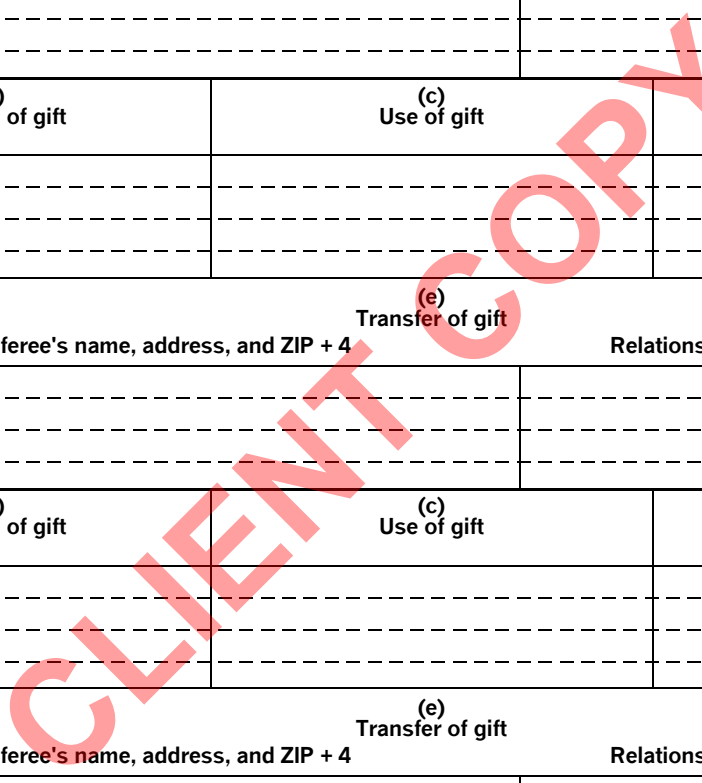 ) (c)
of gift Use of gift
(e)
Transfer of gift
feree's name, address, and ZIP + 4 Relations
) (c)
of gift Use of gift
(e)
Transfer of gift
feree's name, address, and ZIP + 4 Relations
CLIENT COPY